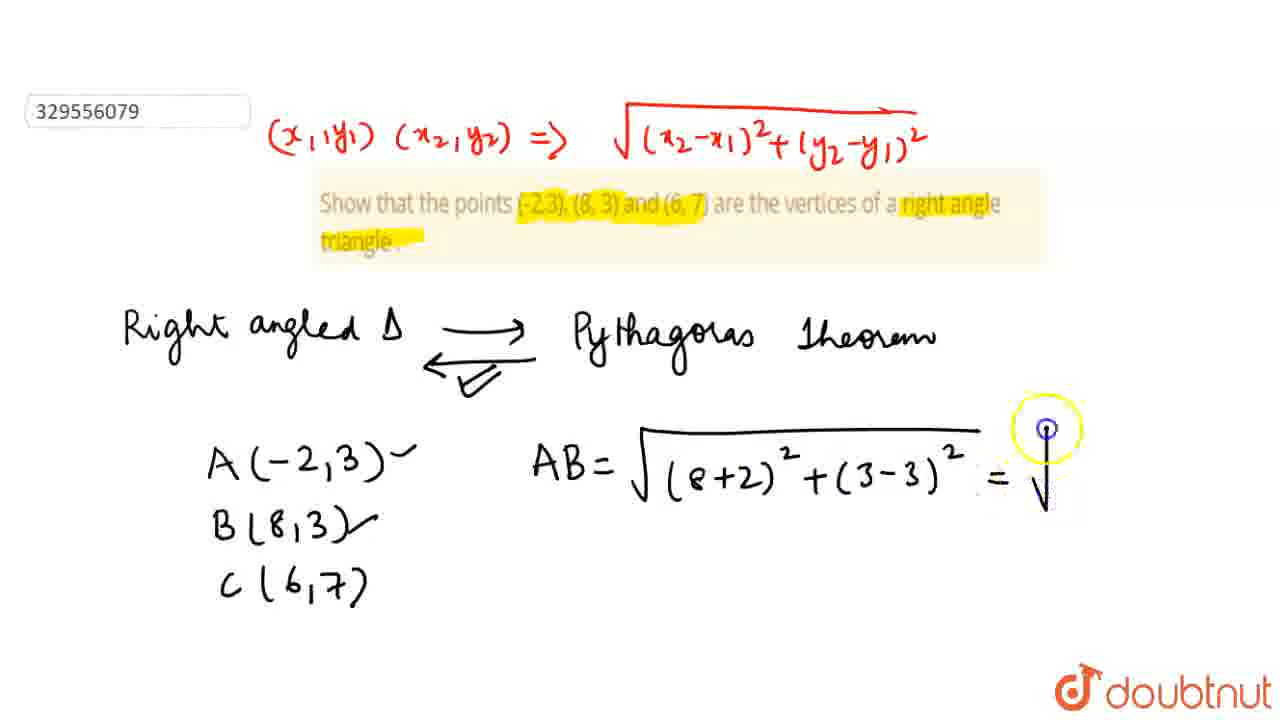 329556079
(x₁,y₁) (x₂,y₂) => √(x₂-x₁)²+(y₂-y₁)²
Show that the points (-2,3), (8, 3) and (6, 7) are the vertices of a right angle
triangle .
Right angled Δ ⟶ Pythagoras Theorem
⟵ ✓
A(-2,3) ✓ AB = √(8+2)²+(3-3)² = √
B(8,3) ✓
C(6,7)
doubtnut